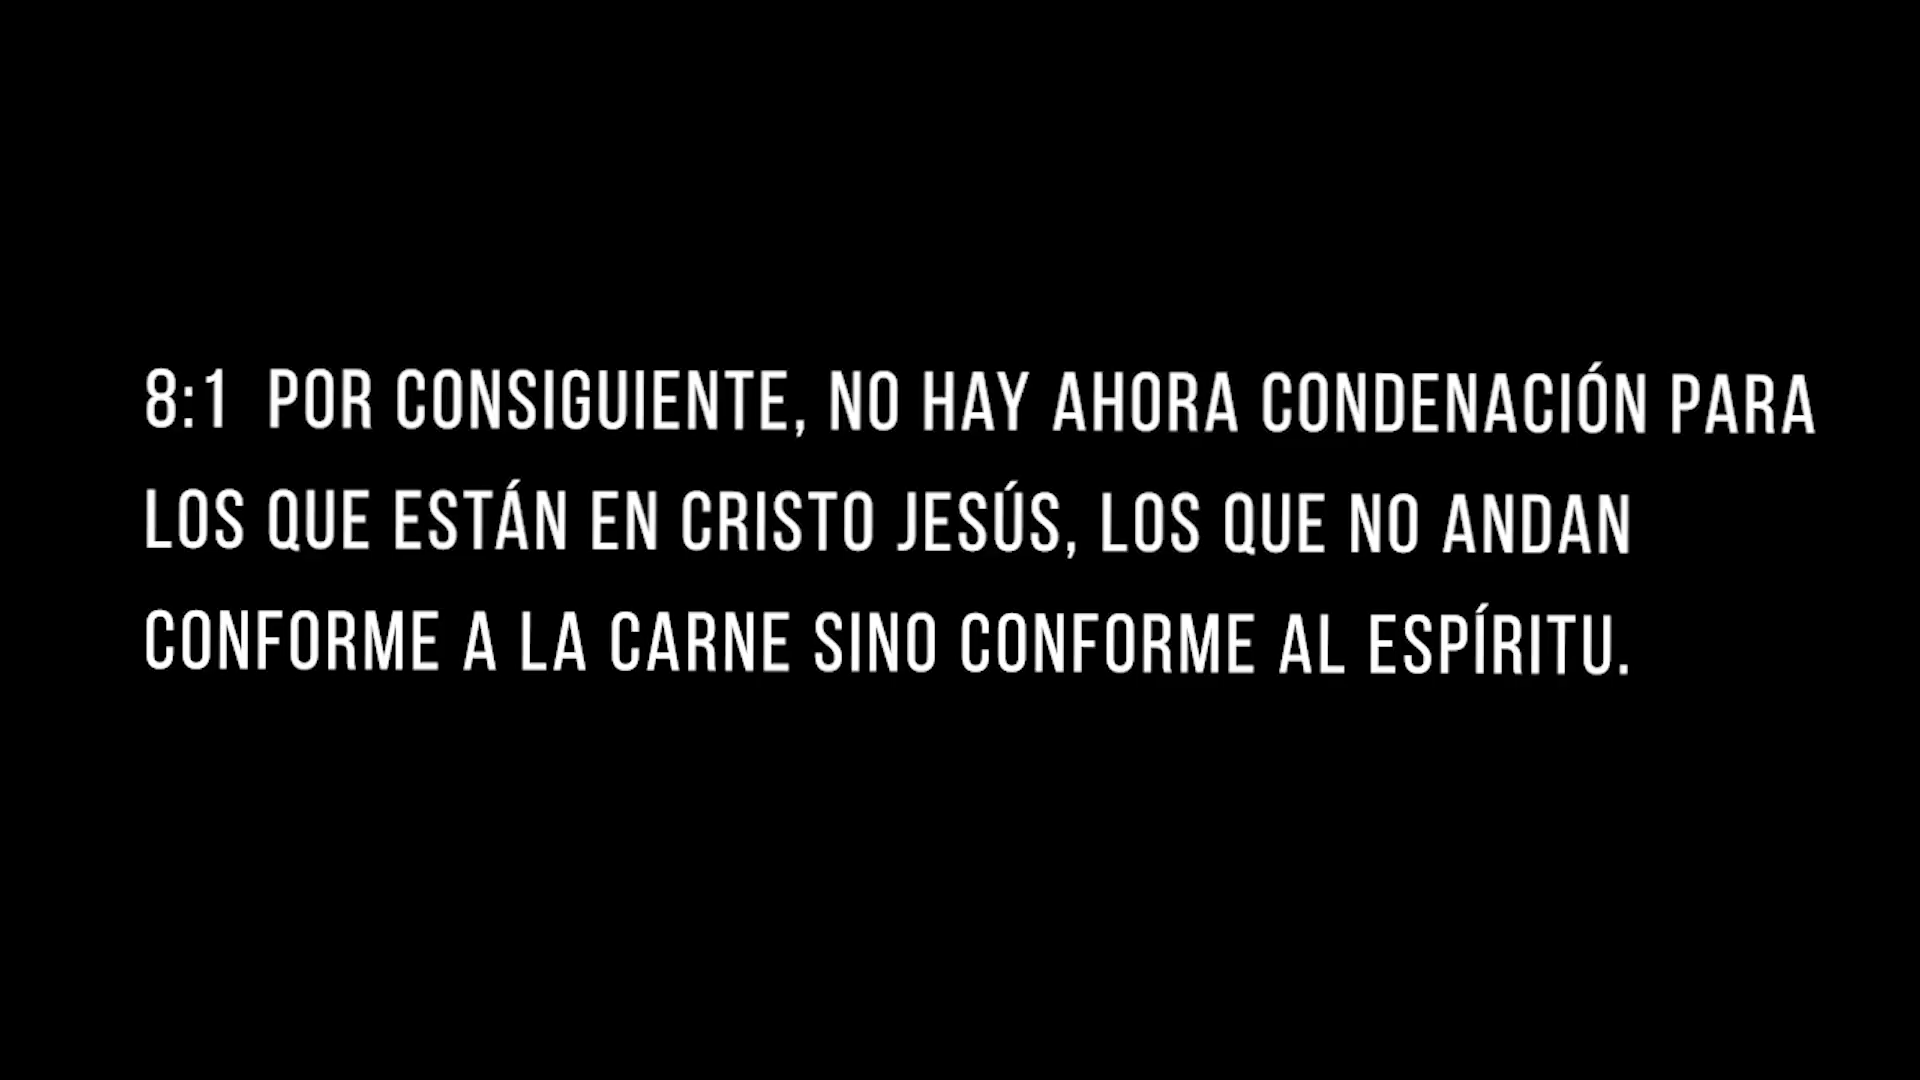 8:1 POR CONSIGUIENTE, NO HAY AHORA CONDENACIÓN PARA
LOS QUE ESTÁN EN CRISTO JESÚS, LOS QUE NO ANDAN
CONFORME A LA CARNE SINO CONFORME AL ESPÍRITU.